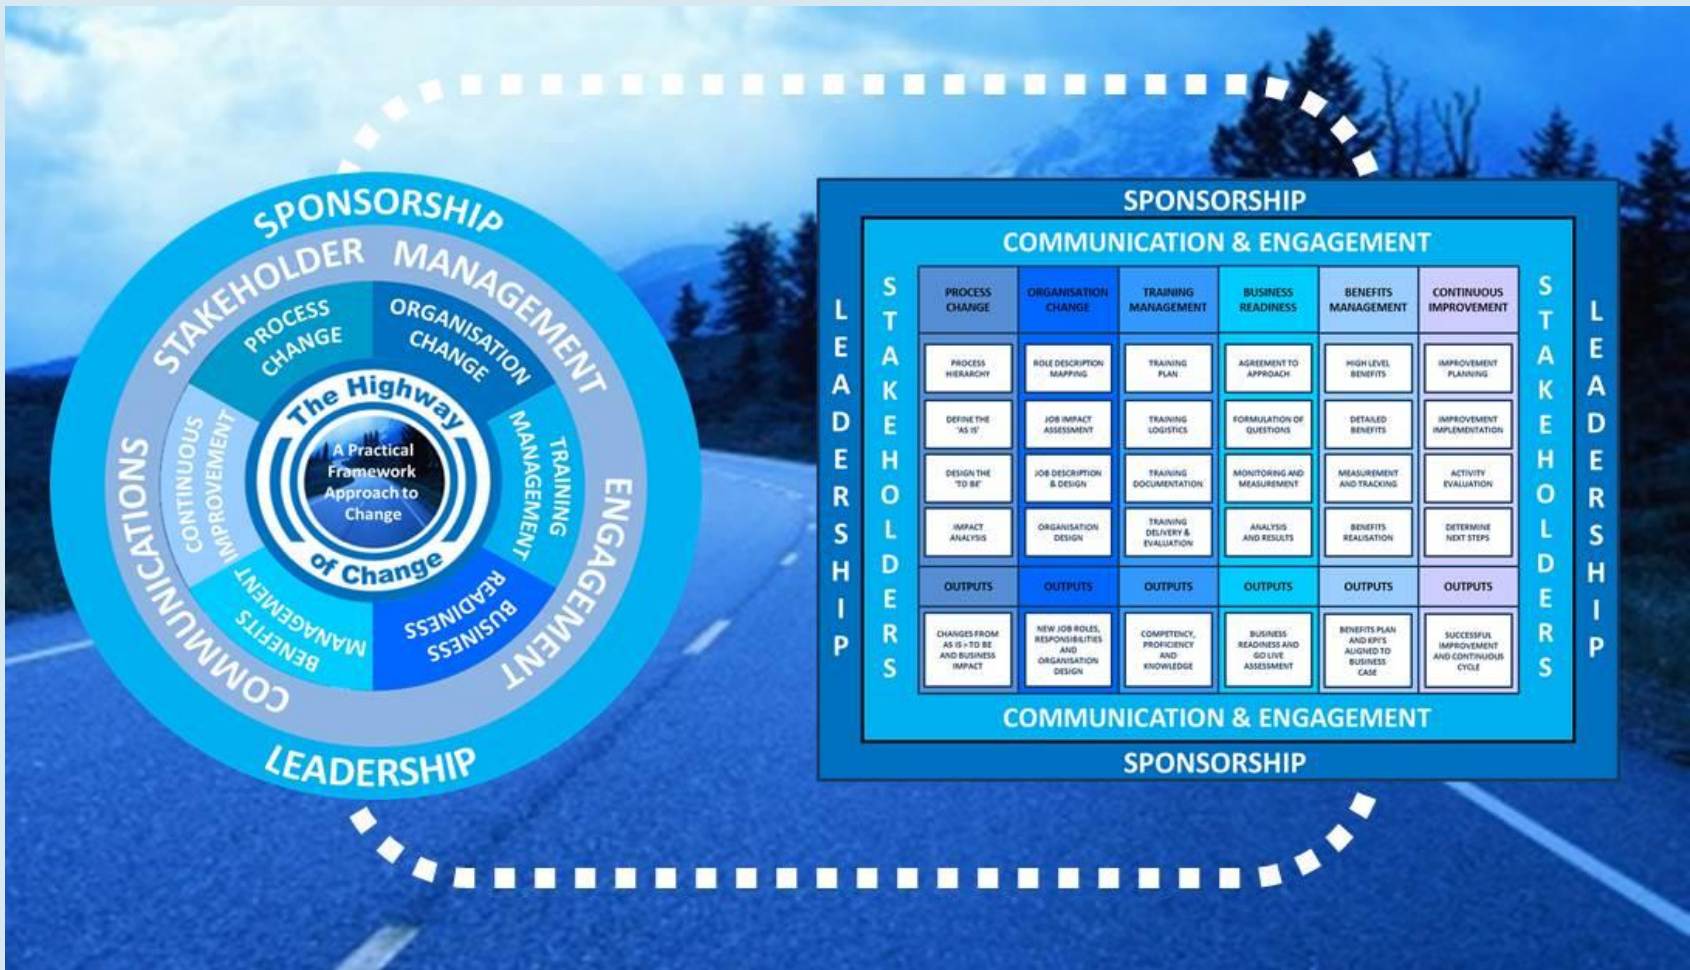 SPONSORSHIP
STAKEHOLDER MANAGEMENT
ENGAGEMENT
COMMUNICATIONS
LEADERSHIP
PROCESS
CHANGE
ORGANISATION
CHANGE
TRAINING
MANAGEMENT
BUSINESS
READINESS
BENEFITS
MANAGEMENT
CONTINUOUS
IMPROVEMENT
The Highway
of Change
A Practical
Framework
Approach to
Change
SPONSORSHIP
LEADERSHIP
COMMUNICATION & ENGAGEMENT
STAKEHOLDERS
PROCESS
CHANGE
ORGANISATION
CHANGE
TRAINING
MANAGEMENT
BUSINESS
READINESS
BENEFITS
MANAGEMENT
CONTINUOUS
IMPROVEMENT
PROCESS
HIERARCHY
ROLE DESCRIPTION
MAPPING
TRAINING
PLAN
AGREEMENT TO
APPROACH
HIGH LEVEL
BENEFITS
IMPROVEMENT
PLANNING
DEFINE THE
'AS IS'
JOB IMPACT
ASSESSMENT
TRAINING
LOGISTICS
FORMULATION OF
QUESTIONS
DETAILED
BENEFITS
IMPROVEMENT
IMPLEMENTATION
DESIGN THE
'TO BE'
JOB DESCRIPTION
& DESIGN
TRAINING
DOCUMENTATION
MONITORING AND
MEASUREMENT
MEASUREMENT
AND TRACKING
ACTIVITY
EVALUATION
IMPACT
ANALYSIS
ORGANISATION
DESIGN
TRAINING
DELIVERY &
EVALUATION
ANALYSIS
AND RESULTS
BENEFITS
REALISATION
DETERMINE
NEXT STEPS
OUTPUTS
OUTPUTS
OUTPUTS
OUTPUTS
OUTPUTS
OUTPUTS
CHANGES FROM
AS IS > TO BE
AND BUSINESS
IMPACT
NEW JOB ROLES,
RESPONSIBILITIES
AND
ORGANISATION
DESIGN
COMPETENCY,
PROFICIENCY
AND
KNOWLEDGE
BUSINESS
READINESS AND
GO LIVE
ASSESSMENT
BENEFITS PLAN
AND KPI'S
ALIGNED TO
BUSINESS
CASE
SUCCESSFUL
IMPROVEMENT
AND CONTINUOUS
CYCLE
STAKEHOLDERS
LEADERSHIP
COMMUNICATION & ENGAGEMENT
SPONSORSHIP